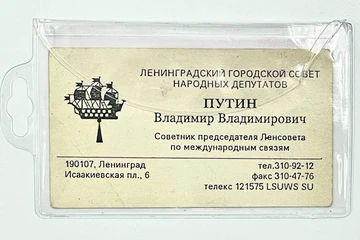 ЛЕНИНГРАДСКИЙ ГОРОДСКОЙ СОВЕТ
НАРОДНЫХ ДЕПУТАТОВ
ПУТИН
Владимир Владимирович
Советник председателя Ленсовета
по международным связям
190107, Ленинград
Исаакиевская пл., 6
тел.310-92-12
факс 310-47-76
телекс 121575 LSUWS SU